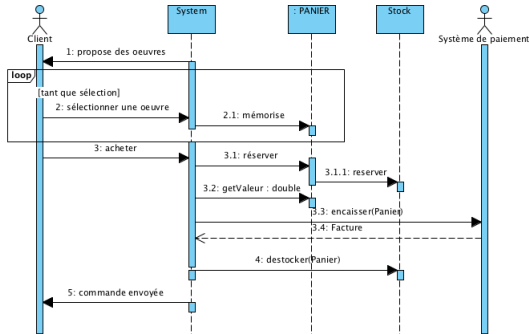 System
: PANIER
Stock
Client
Système de paiement
1: propose des oeuvres
loop
[tant que sélection]
2: sélectionner une oeuvre
2.1: mémorise
3: acheter
3.1: réserver
3.1.1: reserver
3.2: getValeur : double
3.3: encaisser(Panier)
3.4: Facture
4: destocker(Panier)
5: commande envoyée